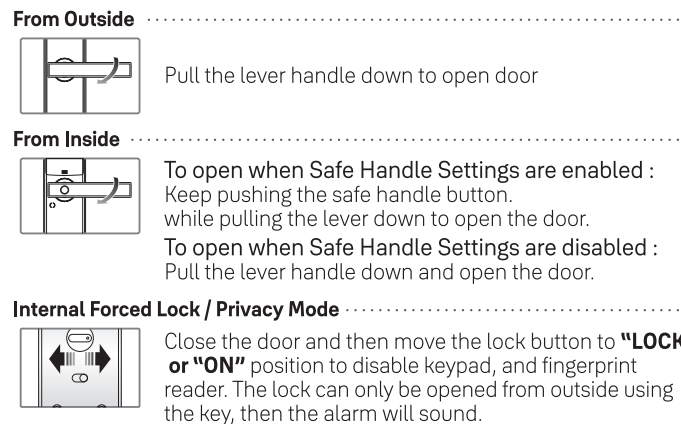 From Outside
Pull the lever handle down to open door
From Inside
To open when Safe Handle Settings are enabled :
Keep pushing the safe handle button.
while pulling the lever down to open the door.
To open when Safe Handle Settings are disabled :
Pull the lever handle down and open the door.
Internal Forced Lock / Privacy Mode
Close the door and then move the lock button to “LOCK
or “ON” position to disable keypad, and fingerprint
reader. The lock can only be opened from outside using
the key, then the alarm will sound.